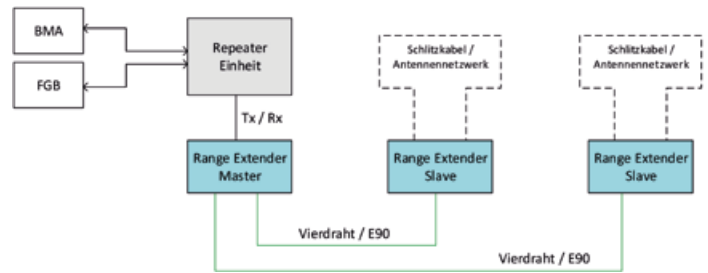 BMA
FGB
Repeater
Einheit
Tx / Rx
Schlitzkabel /
Antennennetzwerk
Schlitzkabel /
Antennennetzwerk
Range Extender
Master
Range Extender
Slave
Range Extender
Slave
Vierdraht / E90
Vierdraht / E90